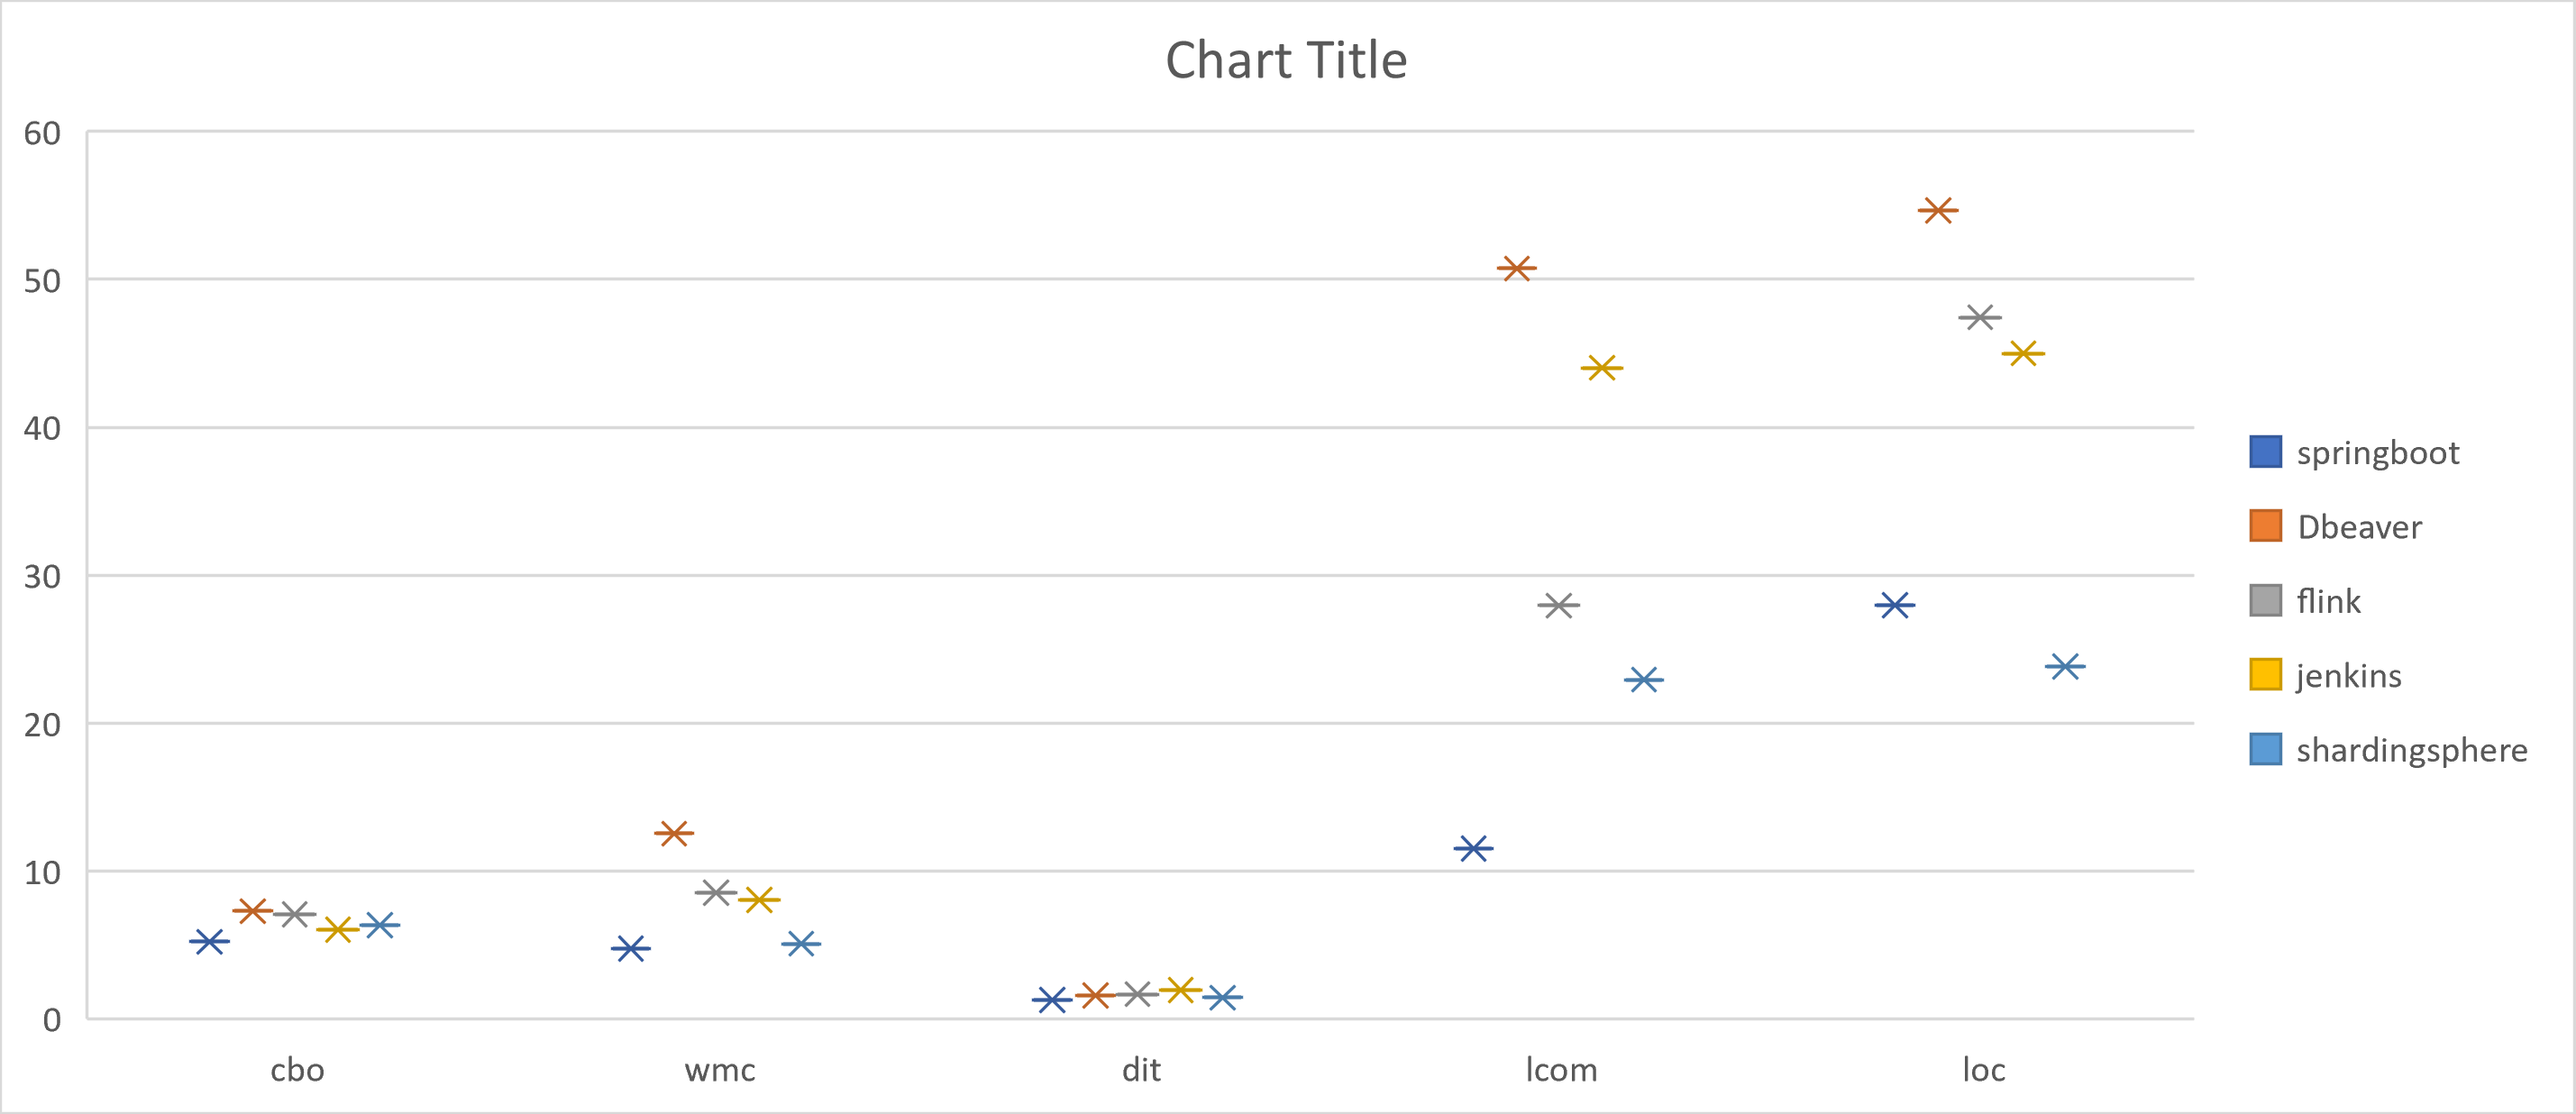 Chart Title
60
50
40
30
20
10
0
cbo wmc dit lcom loc
springboot
Dbeaver
flink
jenkins
shardingsphere